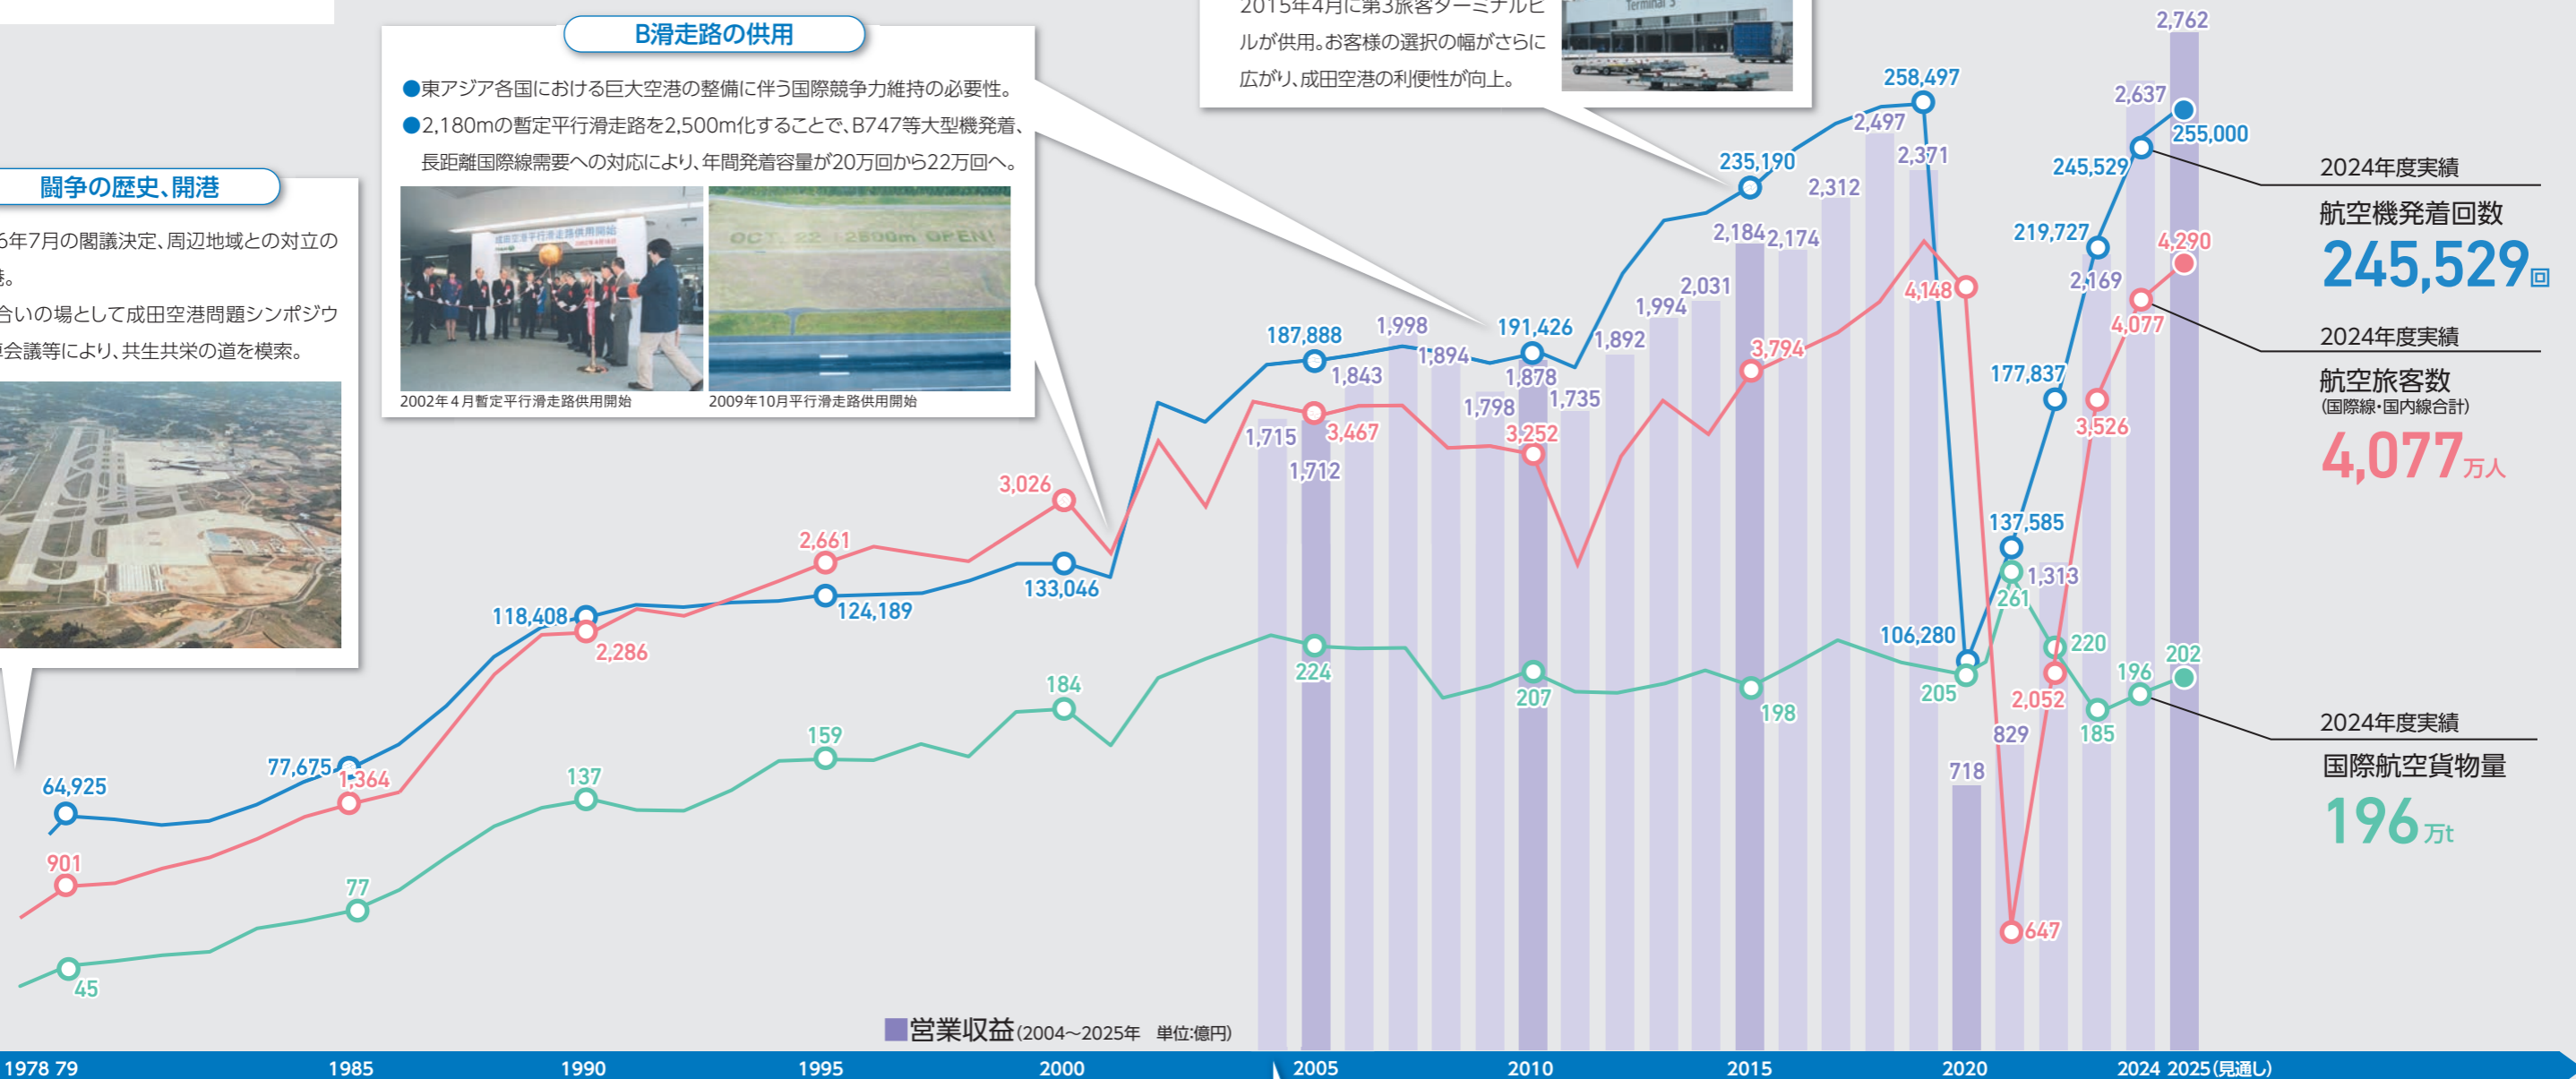 2015年4月に第3旅客ターミナルビ
ルが供用。お客様の選択の幅がさらに
広がり、成田空港の利便性が向上。
Terminal 3
B滑走路の供用
●東アジア各国における巨大空港の整備に伴う国際競争力維持の必要性。
●2,180mの暫定平行滑走路を2,500m化することで、B747等大型機発着、
長距離国際線需要への対応により、年間発着容量が20万回から22万回へ。
成田空港平行滑走路供用開始
OCT. 22 2500m OPEN!
2002年4月暫定平行滑走路供用開始
2009年10月平行滑走路供用開始
闘争の歴史、開港
6年7月の閣議決定、周辺地域との対立の
港。
合いの場として成田空港問題シンポジウ
卓会議等により、共生共栄の道を模索。
64,925
77,675
118,408
124,189
133,046
187,888
191,426
235,190
258,497
106,280
137,585
177,837
219,727
245,529
255,000
901
1,364
2,286
2,661
3,026
3,467
3,252
3,794
4,148
647
2,052
3,526
4,077
4,290
45
77
137
159
184
224
207
198
205
261
220
185
196
202
1,715
1,712
1,843
1,998
1,894
1,798
1,878
1,735
1,892
1,994
2,031
2,184
2,174
2,312
2,497
2,371
718
829
1,313
2,169
2,637
2,762
2024年度実績
航空機発着回数
245,529回
2024年度実績
航空旅客数
(国際線・国内線合計)
4,077万人
2024年度実績
国際航空貨物量
196万t
営業収益(2004～2025年 単位:億円)
1978 79 1985 1990 1995 2000 2005 2010 2015 2020 2024 2025(見通し)